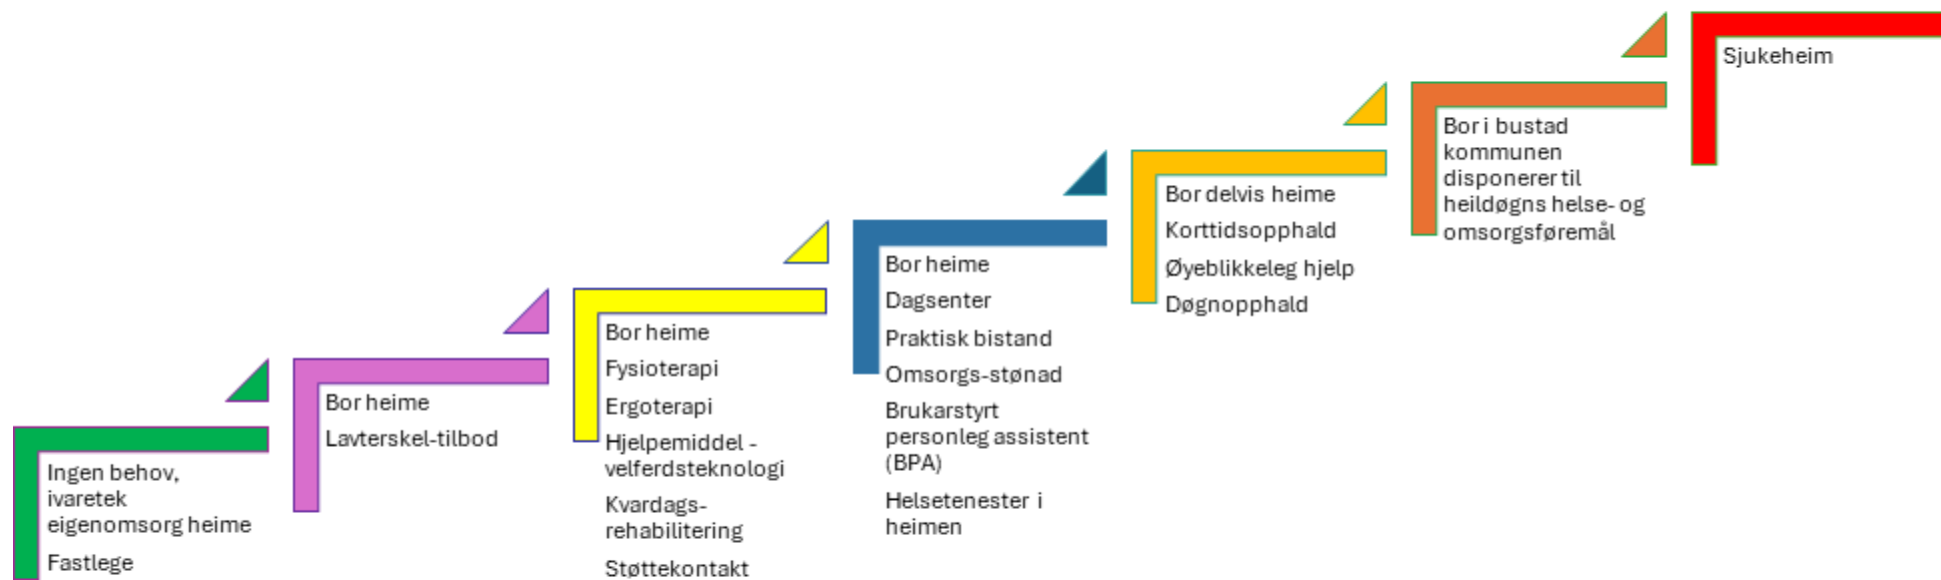 Ingen behov,
ivaretek
eigenomsorg heime
Fastlege
Bor heime
Lavterskel-tilbod
Bor heime
Fysioterapi
Ergoterapi
Hjelpemiddel -
velferdsteknologi
Kvardags-
rehabilitering
Støttekontakt
Bor heime
Dagsenter
Praktisk bistand
Omsorgs-stønad
Brukarstyrt
personleg assistent
(BPA)
Helsetenester i
heimen
Bor delvis heime
Korttidsopphald
Øyeblikkeleg hjelp
Døgnopphald
Bor i bustad
kommunen
disponerer til
heildøgns helse- og
omsorgsføremål
Sjukeheim